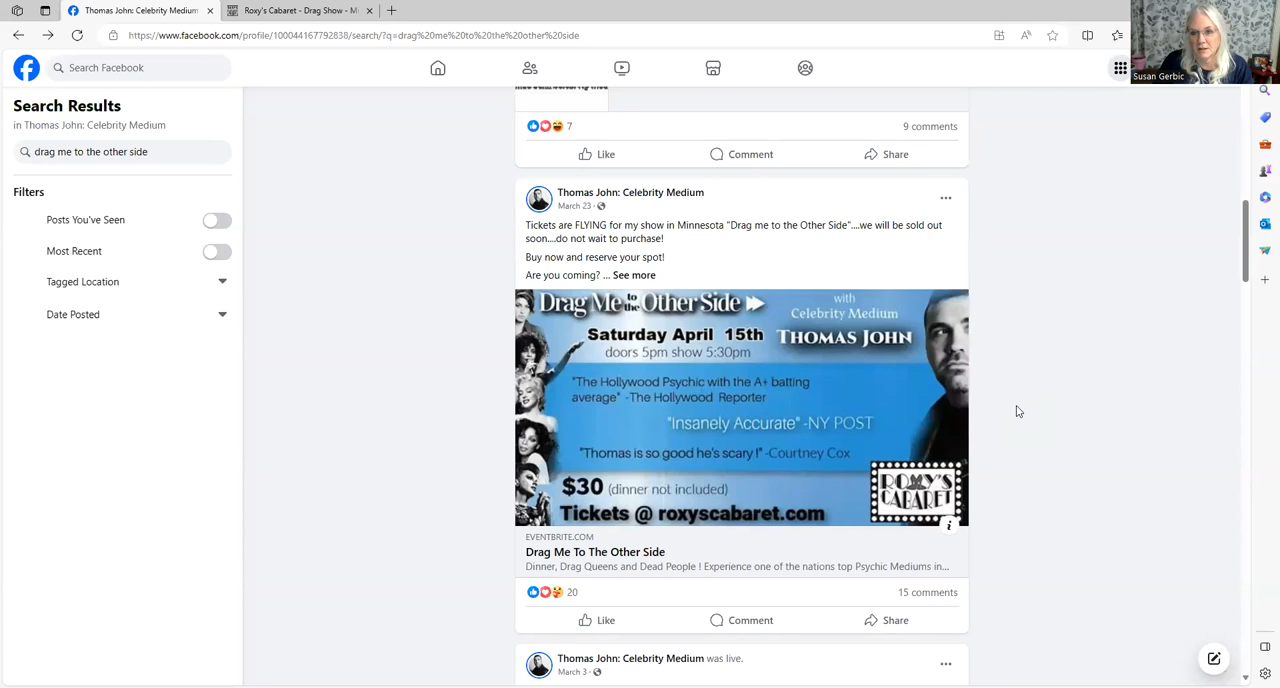 Thomas John: Celebrity Medium
Roxy's Cabaret - Drag Show - M
https://www.facebook.com/profile/100044167792838/search/?q=drag%20me%20to%20the%20other%20side
Susan Gerbic
Search Facebook
Search Results
in Thomas John: Celebrity Medium
drag me to the other side
Filters
Posts You've Seen
Most Recent
Tagged Location
Date Posted
7
9 comments
Like
Comment
Share
Thomas John: Celebrity Medium
March 23 ·
Tickets are FLYING for my show in Minnesota "Drag me to the Other Side"....we will be sold out
soon....do not wait to purchase!
Buy now and reserve your spot!
Are you coming? ... See more
Drag Me to the Other Side
Saturday April 15th
doors 5pm show 5:30pm
with
Celebrity Medium
THOMAS JOHN
"The Hollywood Psychic with the A+ batting
average" -The Hollywood Reporter
"Insanely Accurate" -NY POST
"Thomas is so good he's scary !" -Courtney Cox
$30 (dinner not included)
Tickets @ roxyscabaret.com
ROXY'S
CABARET
EVENTBRITE.COM
Drag Me To The Other Side
Dinner, Drag Queens and Dead People ! Experience one of the nations top Psychic Mediums in...
20
15 comments
Like
Comment
Share
Thomas John: Celebrity Medium was live.
March 3 ·